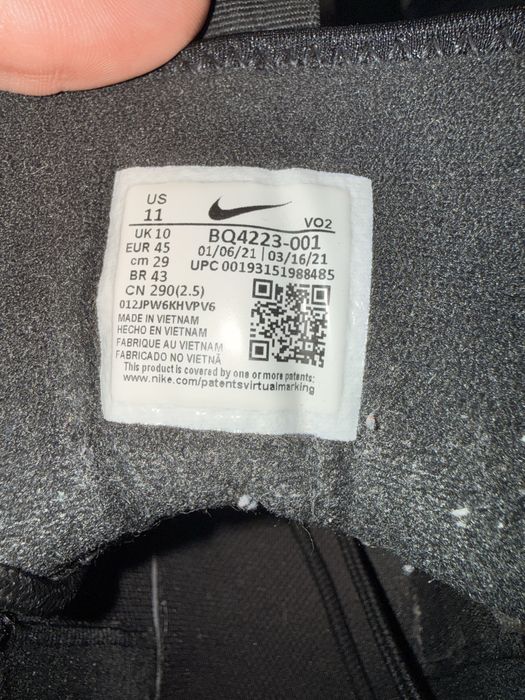 US
11
VO2
UK 10
BQ4223-001
EUR 45
01/06/21 | 03/16/21
cm 29
UPC 00193151988485
BR 43
CN 290(2.5)
012JPW6KHVPV6
MADE IN VIETNAM
HECHO EN VIETNAM
FABRIQUE AU VIETNAM
FABRICADO NO VIETNÃ
This product is covered by one or more patents:
www.nike.com/patentsvirtualmarking